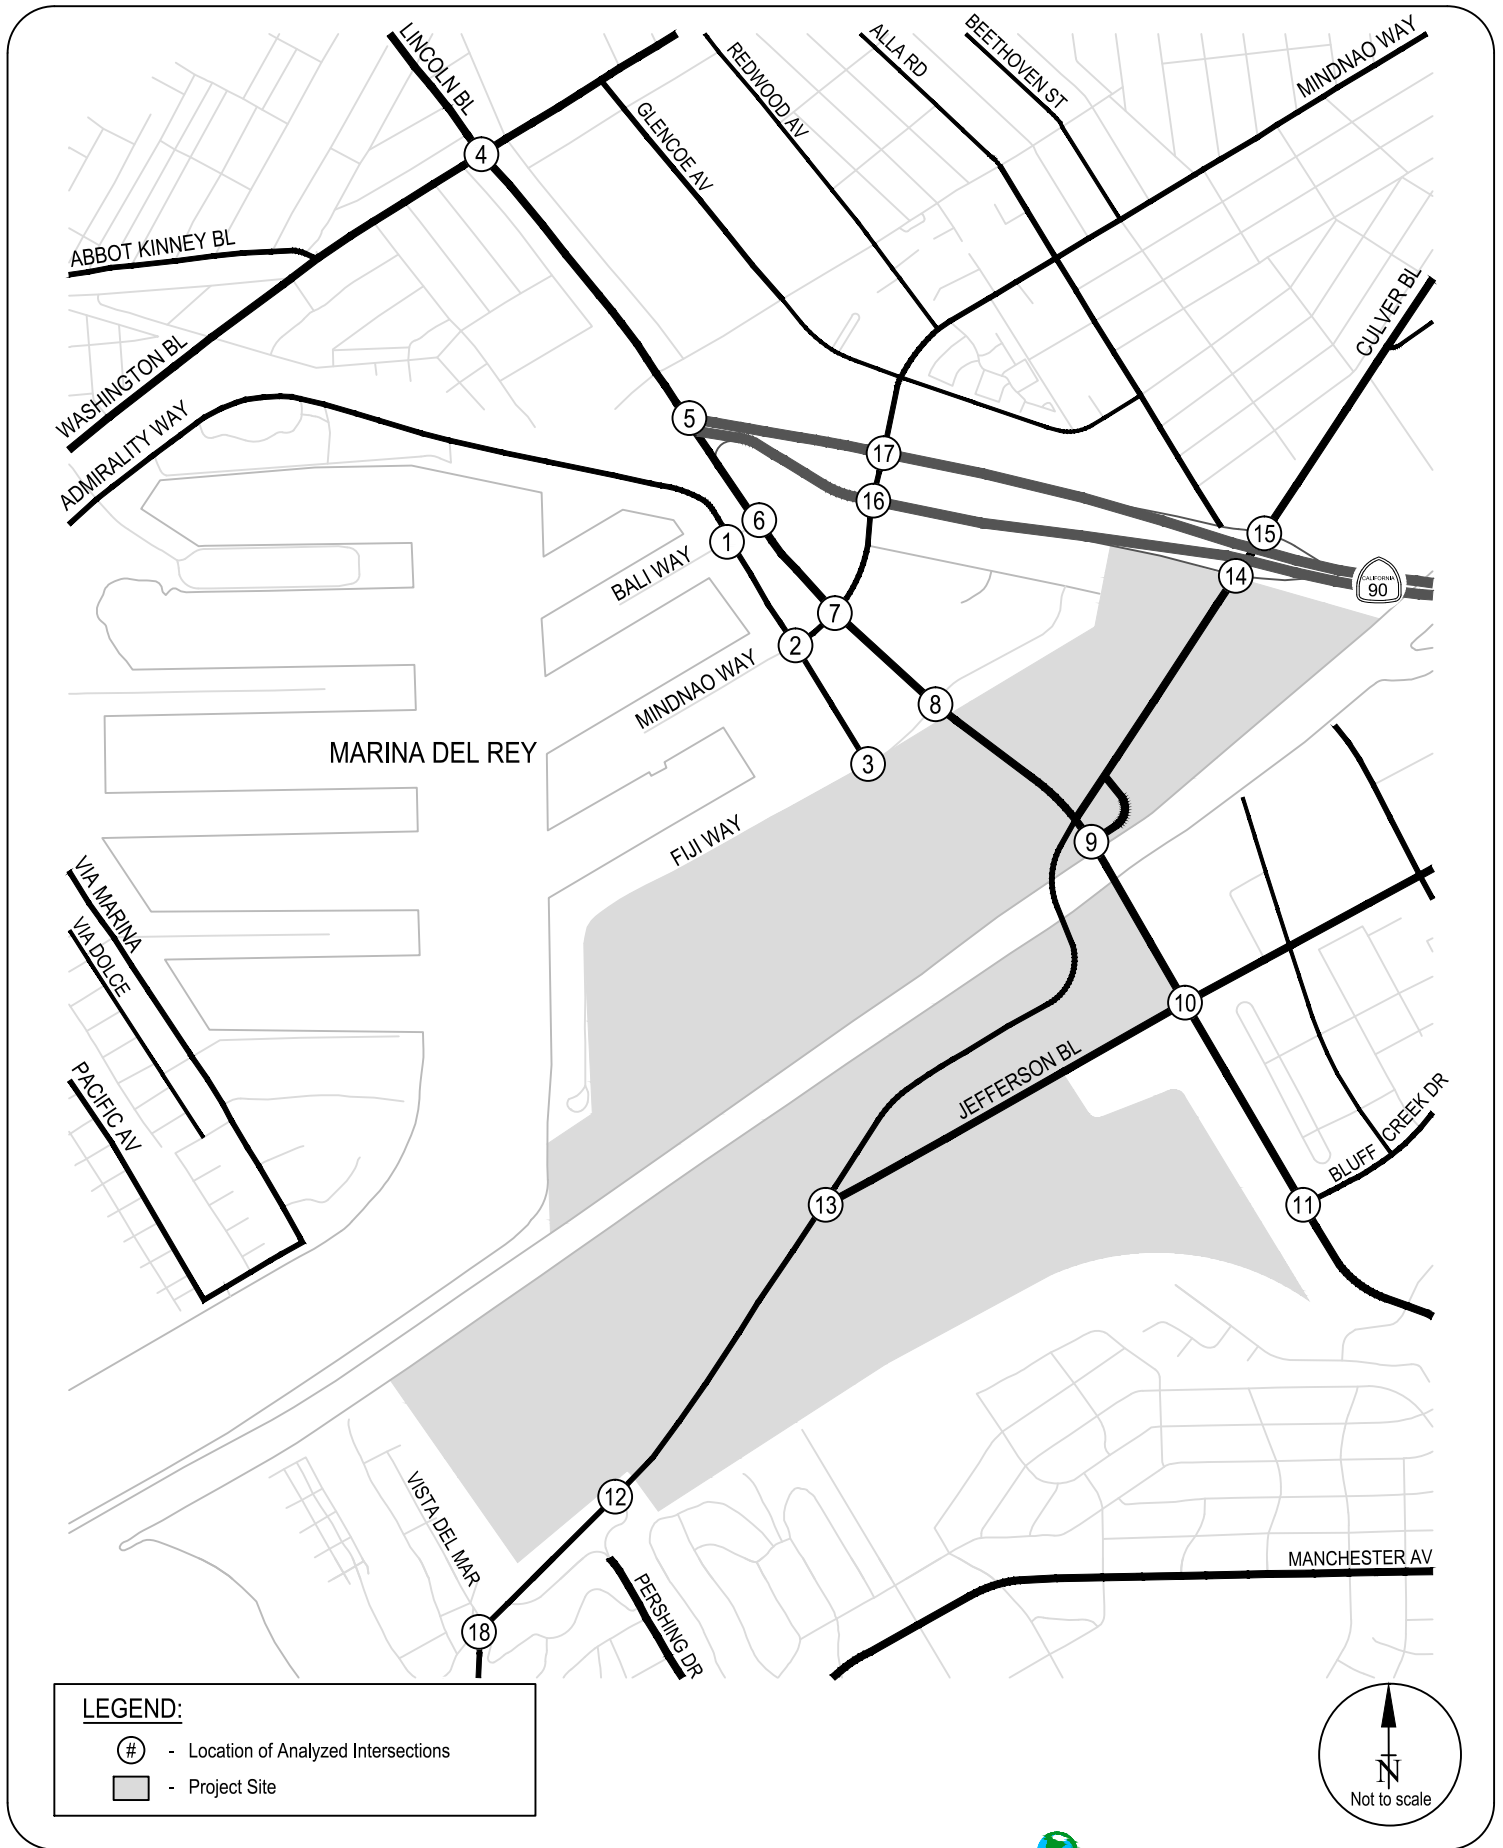 LINCOLN BL
REDWOOD AV
ALLA RD
BEETHOVEN ST
MINDNAO WAY
GLENCOE AV
4
ABBOT KINNEY BL
CULVER BL
WASHINGTON BL
ADMIRALITY WAY
5
17
16
6
15
1
BALI WAY
14
CALIFORNIA
90
7
2
MINDNAO WAY
8
MARINA DEL REY
3
FIJI WAY
9
VIA MARINA
VIA DOLCE
10
JEFFERSON BL
PACIFIC AV
BLUFF CREEK DR
13
11
12
VISTA DEL MAR
MANCHESTER AV
PERSHING DR
18
LEGEND:
# - Location of Analyzed Intersections
- Project Site
N
Not to scale